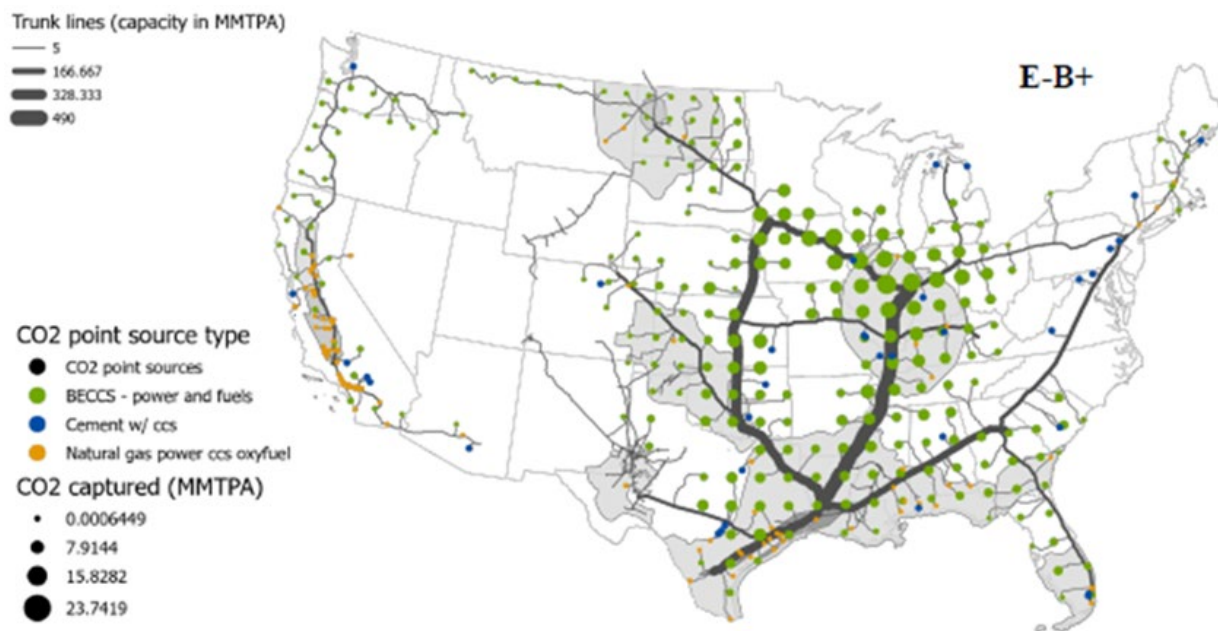 Trunk lines (capacity in MMTPA)
5
166.667
328.333
490
E-B+
CO2 point source type
CO2 point sources
BECCS - power and fuels
Cement w/ ccs
Natural gas power ccs oxyfuel
CO2 captured (MMTPA)
0.0006449
7.9144
15.8282
23.7419